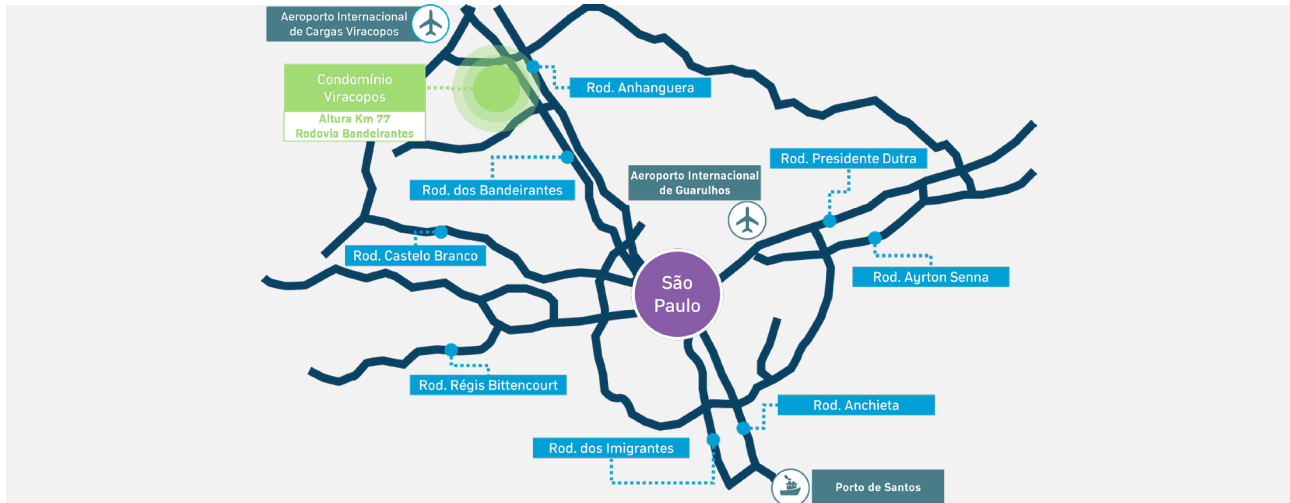 Aeroporto Internacional
de Cargas Viracopos
Condomínio
Viracopos
Altura Km 77
Rodovia Bandeirantes
Rod. Anhanguera
Rod. dos Bandeirantes
Aeroporto Internacional
de Guarulhos
Rod. Presidente Dutra
Rod. Castelo Branco
São
Paulo
Rod. Ayrton Senna
Rod. Régis Bittencourt
Rod. Anchieta
Rod. dos Imigrantes
Porto de Santos